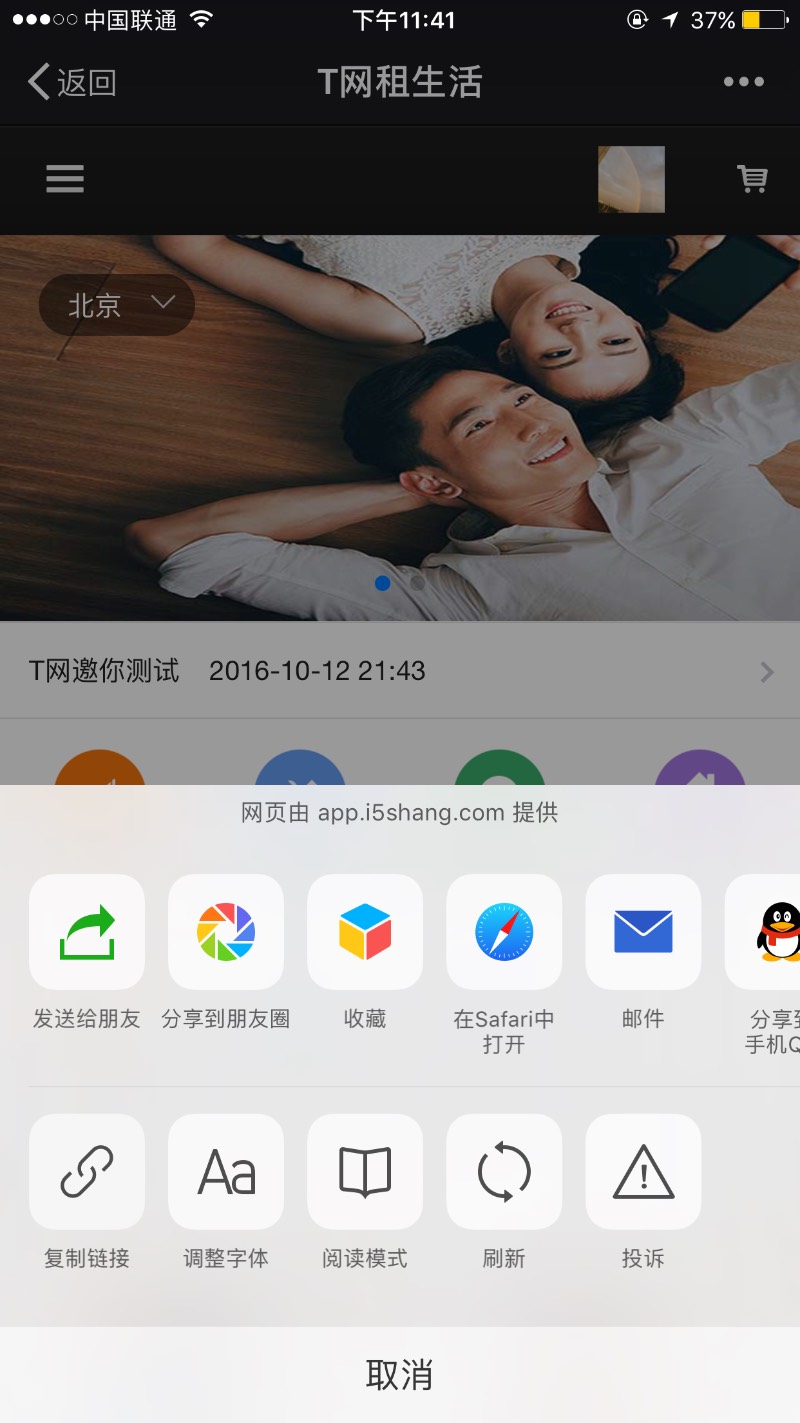 中国联通 下午11:41 37%
返回 T网租生活
北京
T网邀你测试 2016-10-12 21:43
网页由 app.i5shang.com 提供
发送给朋友 分享到朋友圈 收藏 在Safari中 邮件 分享到
打开 手机Q
Aa
复制链接 调整字体 阅读模式 刷新 投诉
取消